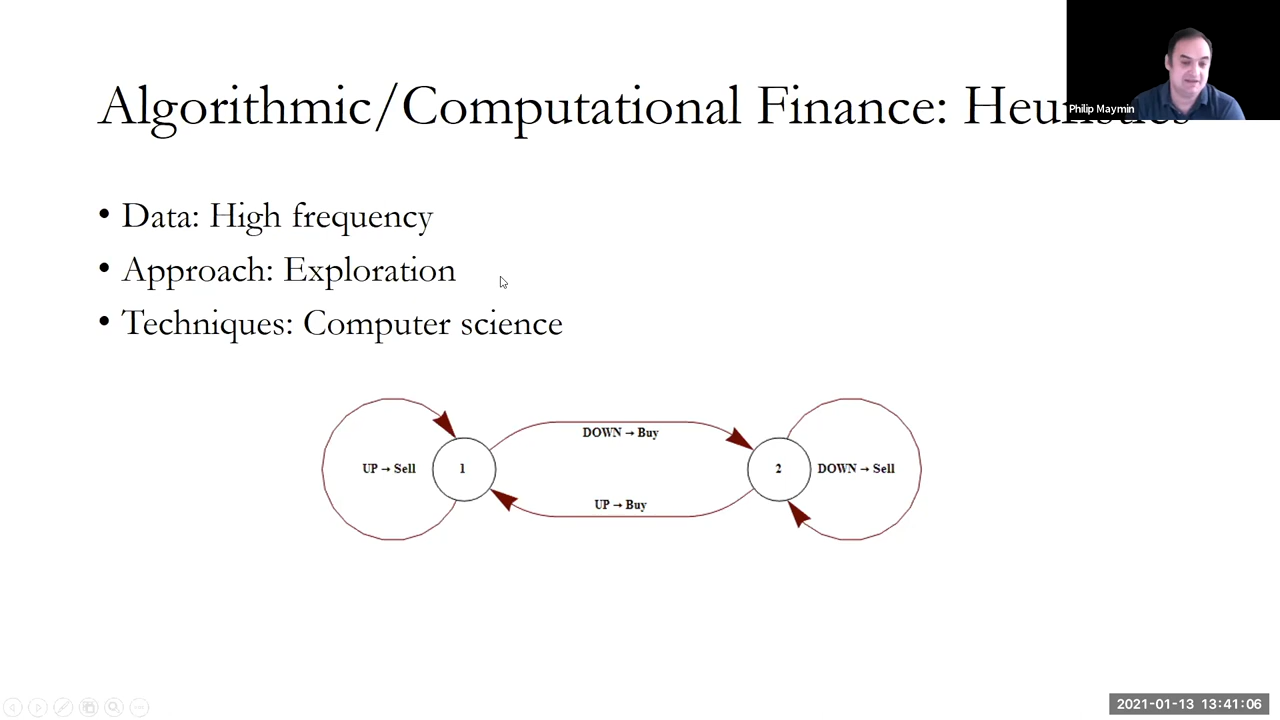 Algorithmic/Computational Finance: Heuristics
Philip Maymin
• Data: High frequency
• Approach: Exploration
• Techniques: Computer science
DOWN → Buy
UP → Sell
1
2
DOWN → Sell
UP → Buy
2021-01-13 13:41:06